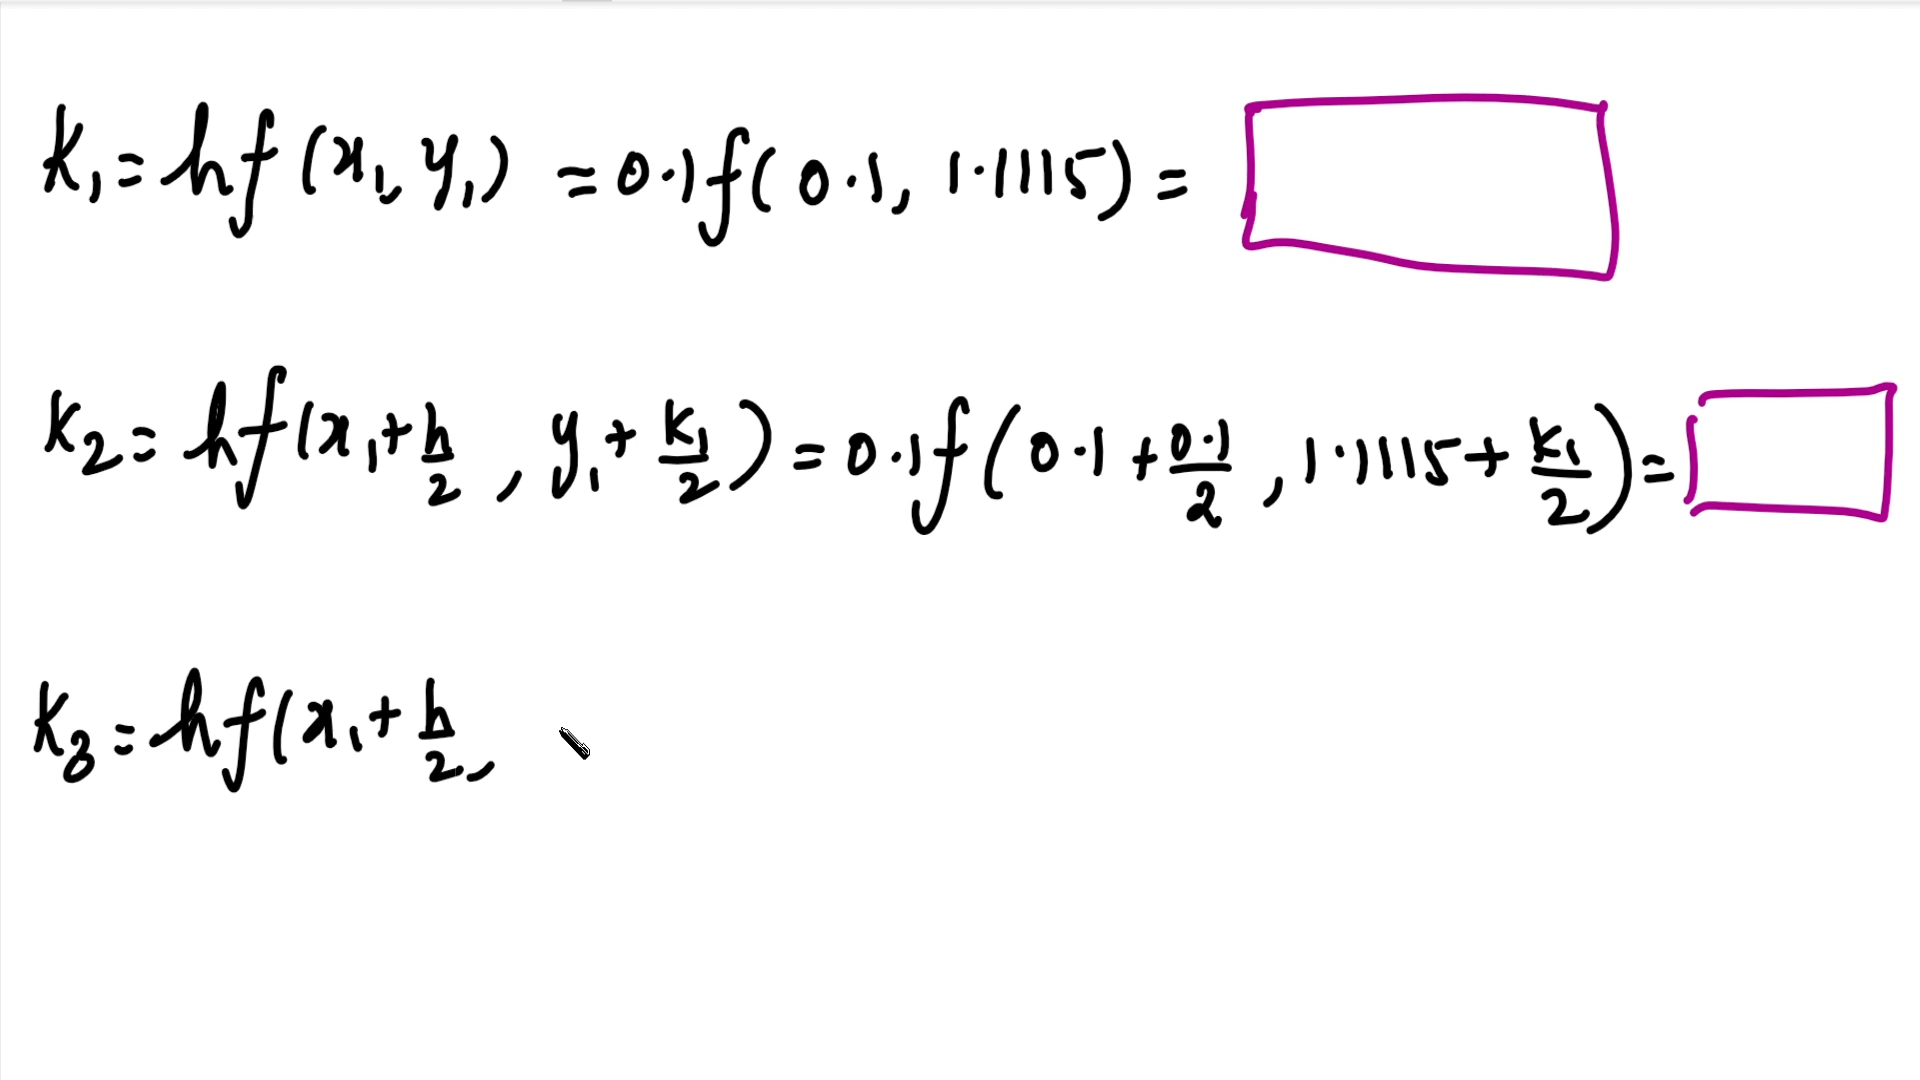 K₁ = hf(x₁, y₁) = 0.1f(0.1, 1.1115) =
K₂ = hf(x₁ + h/2, y₁ + K₁/2) = 0.1f(0.1 + 0.1/2, 1.1115 + K₁/2) =
K₃ = hf(x₁ + h/2,